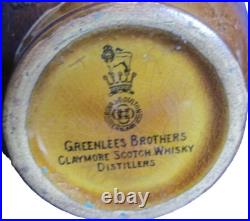 GREENLEES BROTHERS
CLAYMORE SCOTCH WHISKY
DISTILLERS